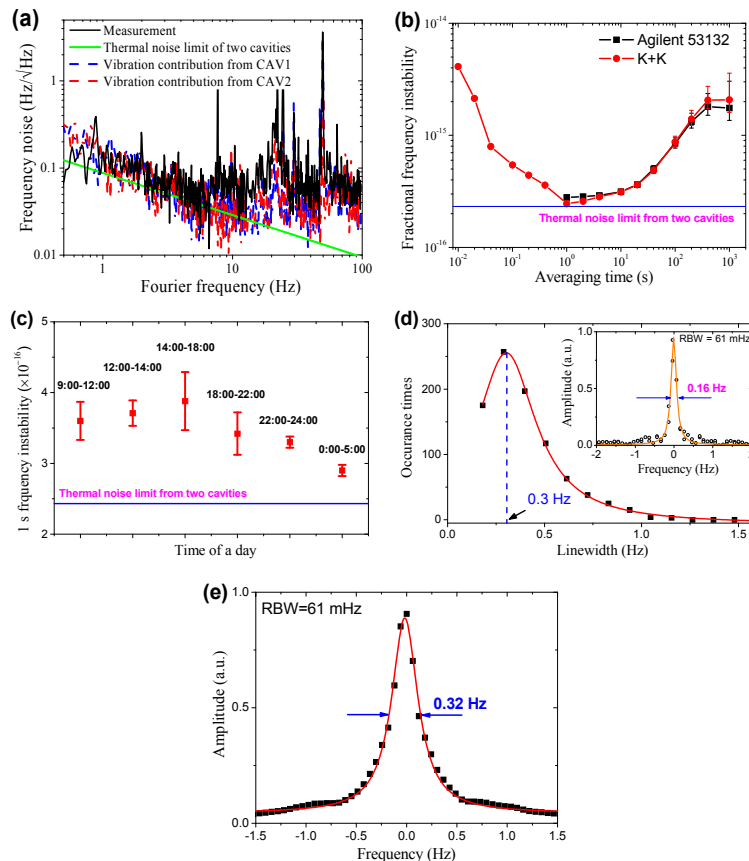 (a)
Measurement
Thermal noise limit of two cavities
Vibration contribution from CAV1
Vibration contribution from CAV2
Frequency noise (Hz/√Hz)
1
0.1
0.01
1
10
100
Fourier frequency (Hz)
(b)
Agilent 53132
K+K
Fractional frequency instability
10⁻¹⁴
10⁻¹⁵
10⁻¹⁶
Thermal noise limit from two cavities
10⁻²
10⁻¹
10⁰
10¹
10²
10³
Averaging time (s)
(c)
1 s frquency instability (×10⁻¹⁶)
5
4
3
2
9:00-12:00
12:00-14:00
14:00-18:00
18:00-22:00
22:00-24:00
0:00-5:00
Thermal noise limit from two cavities
Time of a day
(d)
Occurance times
300
200
100
0
0.3 Hz
0.0
0.5
1.0
1.5
Linewidth (Hz)
RBW = 61 mHz
Amplitude (a.u.)
1.0
0.5
0.0
0.16 Hz
-2
-1
0
1
2
Frequency (Hz)
(e)
RBW=61 mHz
Amplitude (a.u.)
1.0
0.5
0.0
0.32 Hz
-1.5
-1.0
-0.5
0.0
0.5
1.0
1.5
Frequency (Hz)